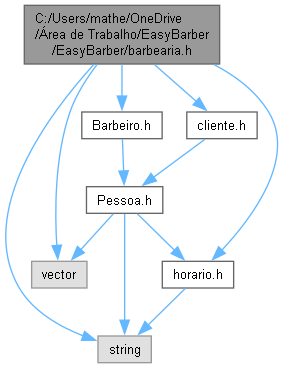 C:/Users/mathe/OneDrive
/Área de Trabalho/EasyBarber
/EasyBarber/barbearia.h
Barbeiro.h
cliente.h
Pessoa.h
vector
horario.h
string